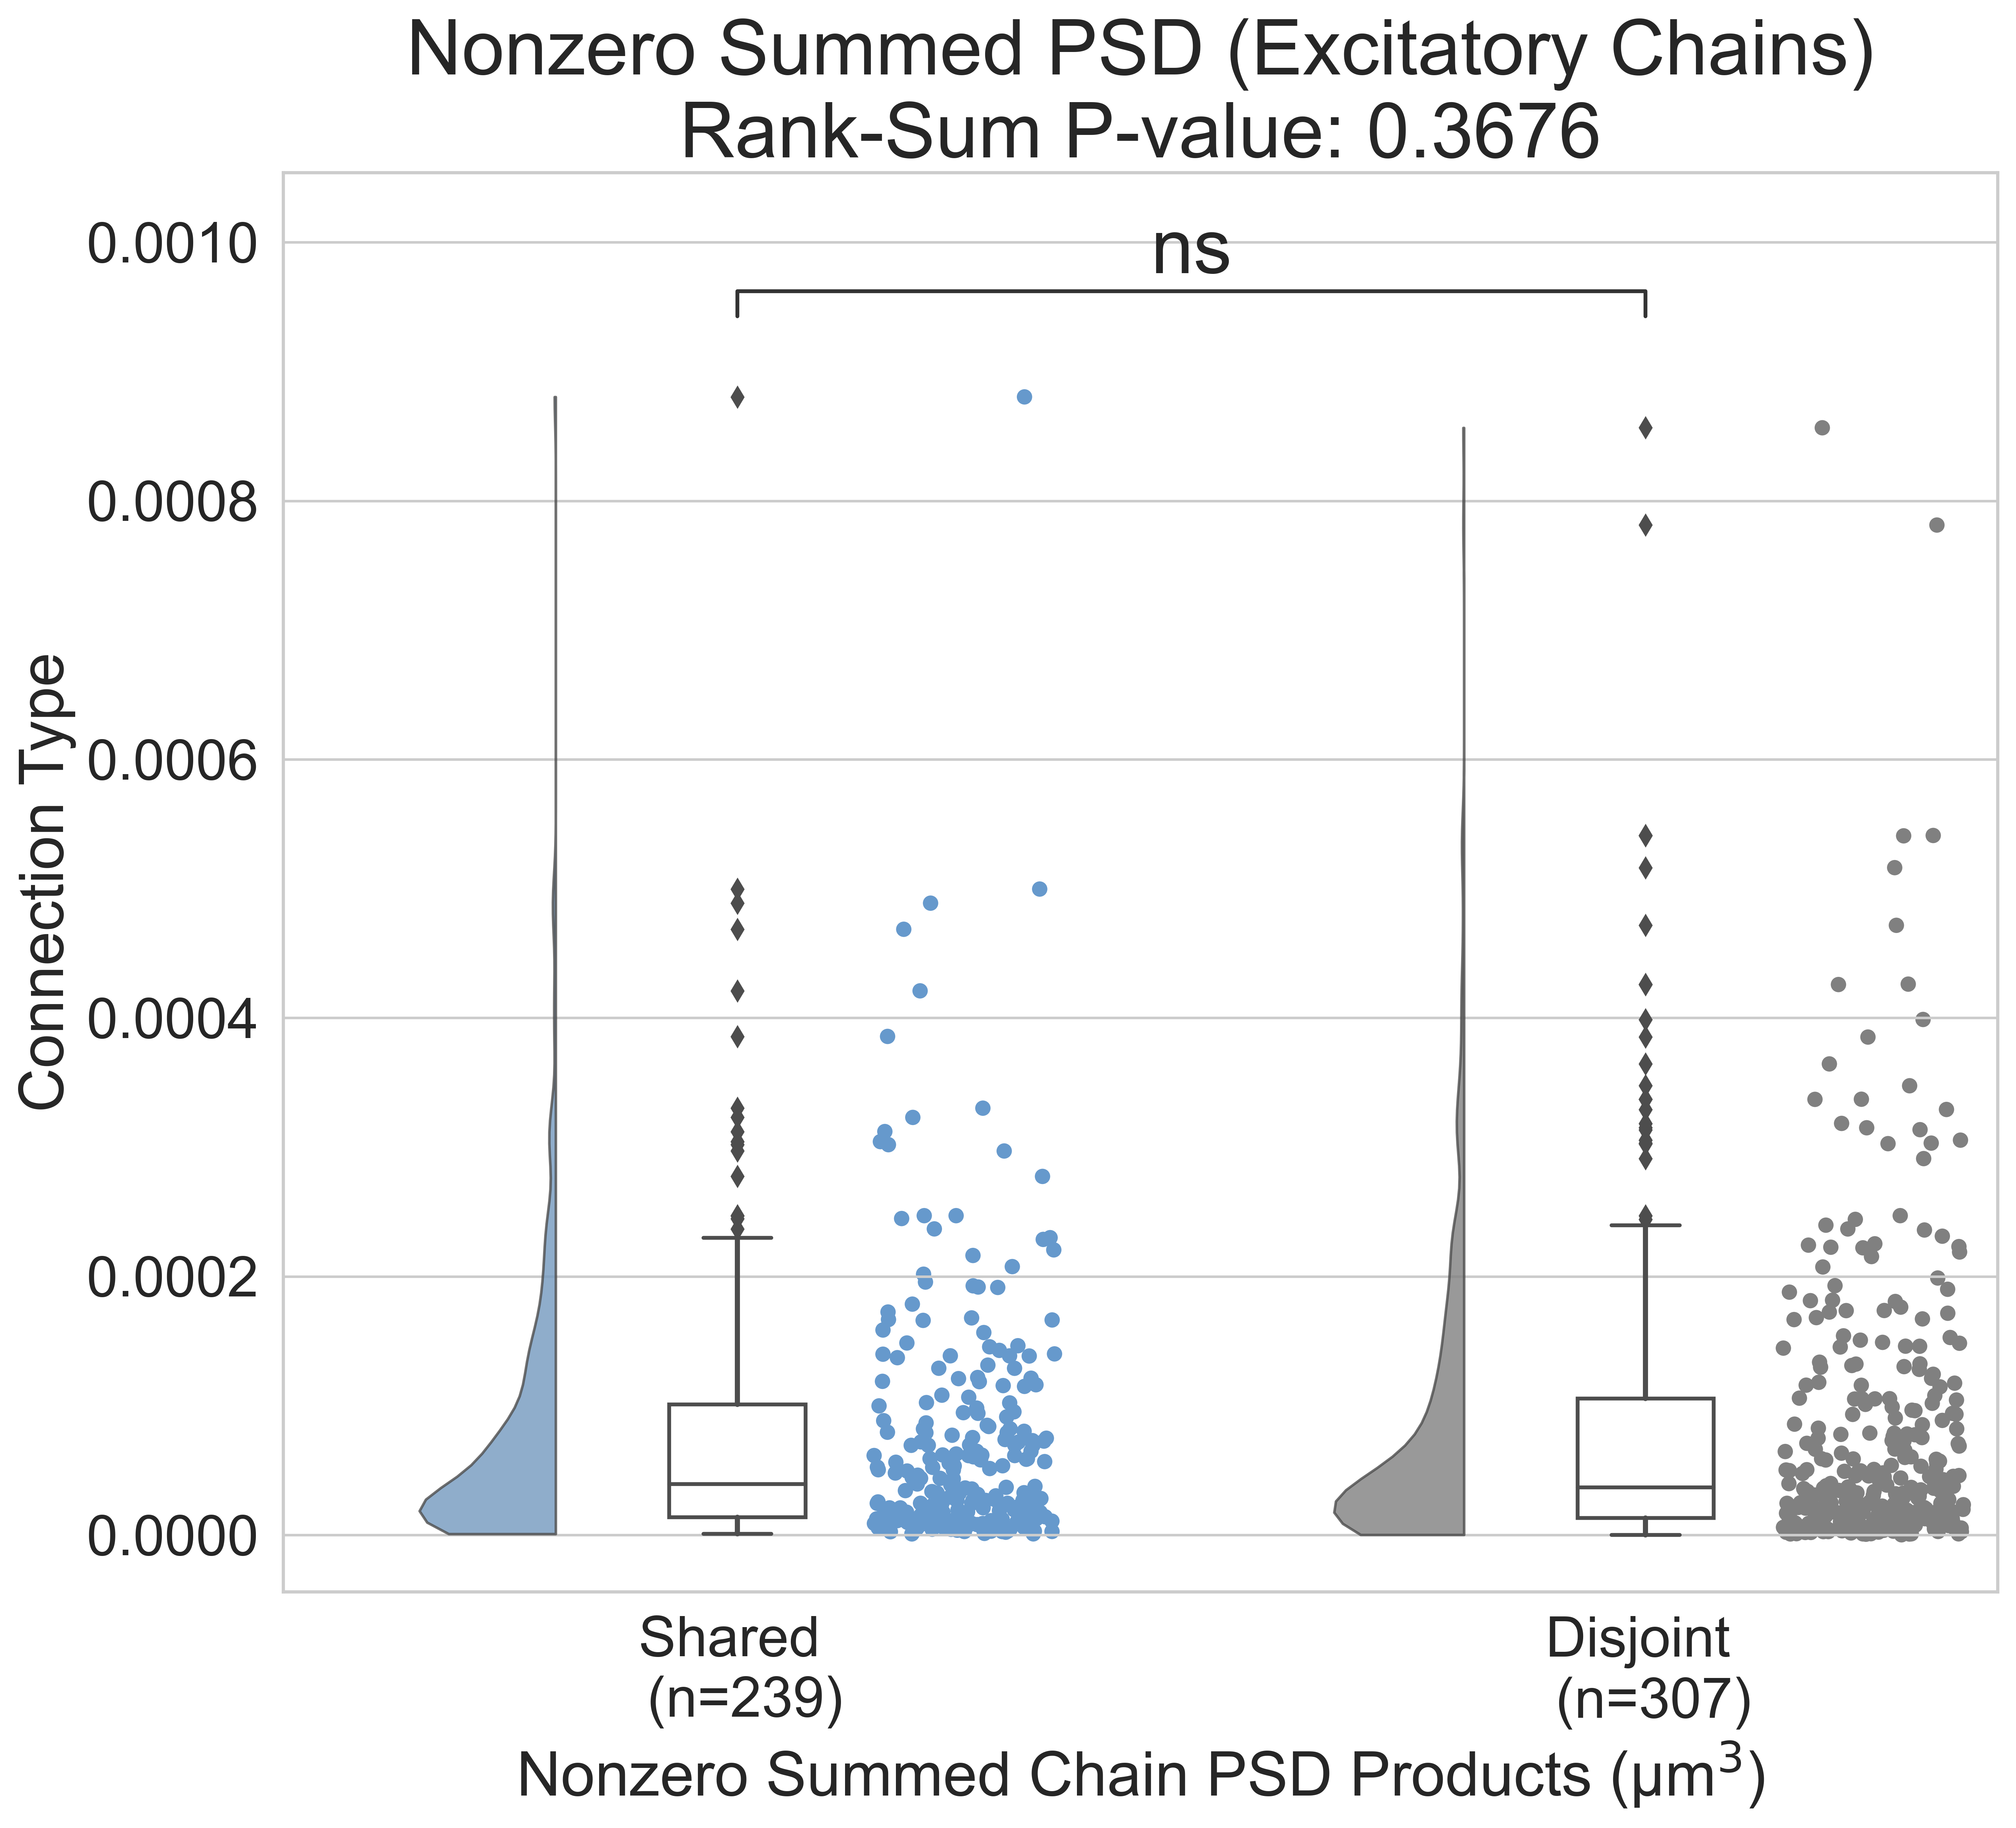 Nonzero Summed PSD (Excitatory Chains)
Rank-Sum P-value: 0.3676
ns
0.0010
0.0008
0.0006
0.0004
0.0002
0.0000
Connection Type
Shared
(n=239)
Disjoint
(n=307)
Nonzero Summed Chain PSD Products (μm³)